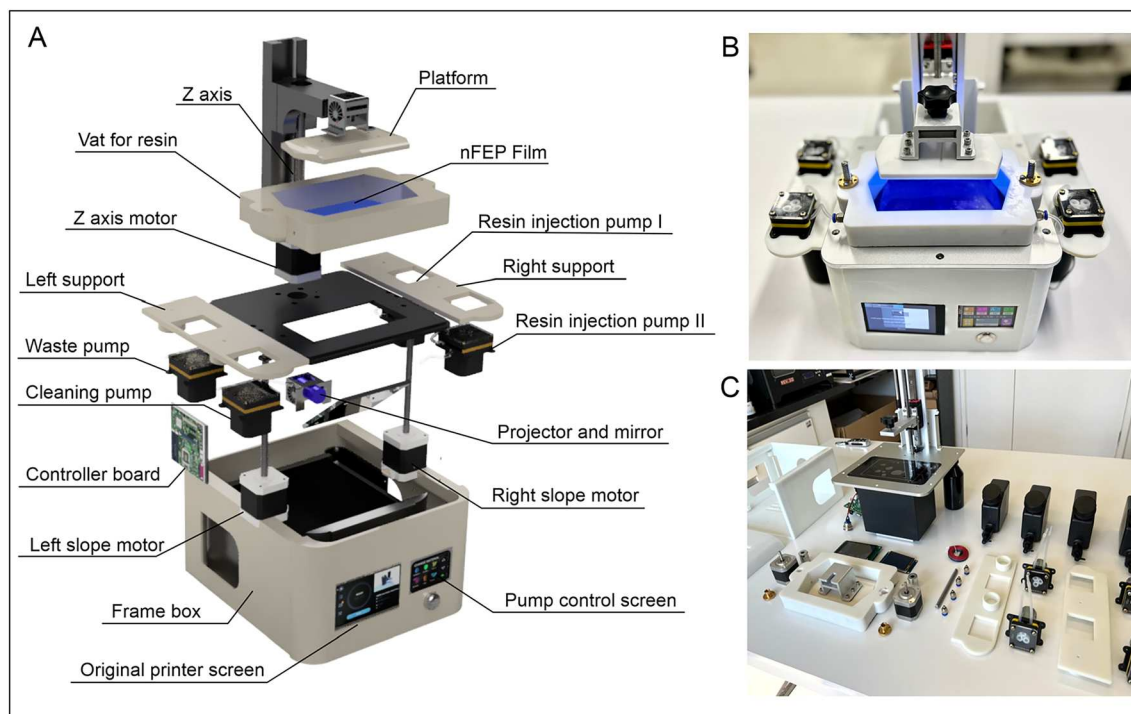 A
Z axis
Platform
Vat for resin
nFEP Film
Z axis motor
Resin injection pump I
Left support
Right support
Waste pump
Resin injection pump II
Cleaning pump
Projector and mirror
Controller board
Right slope motor
Left slope motor
Frame box
Pump control screen
Original printer screen
B
C